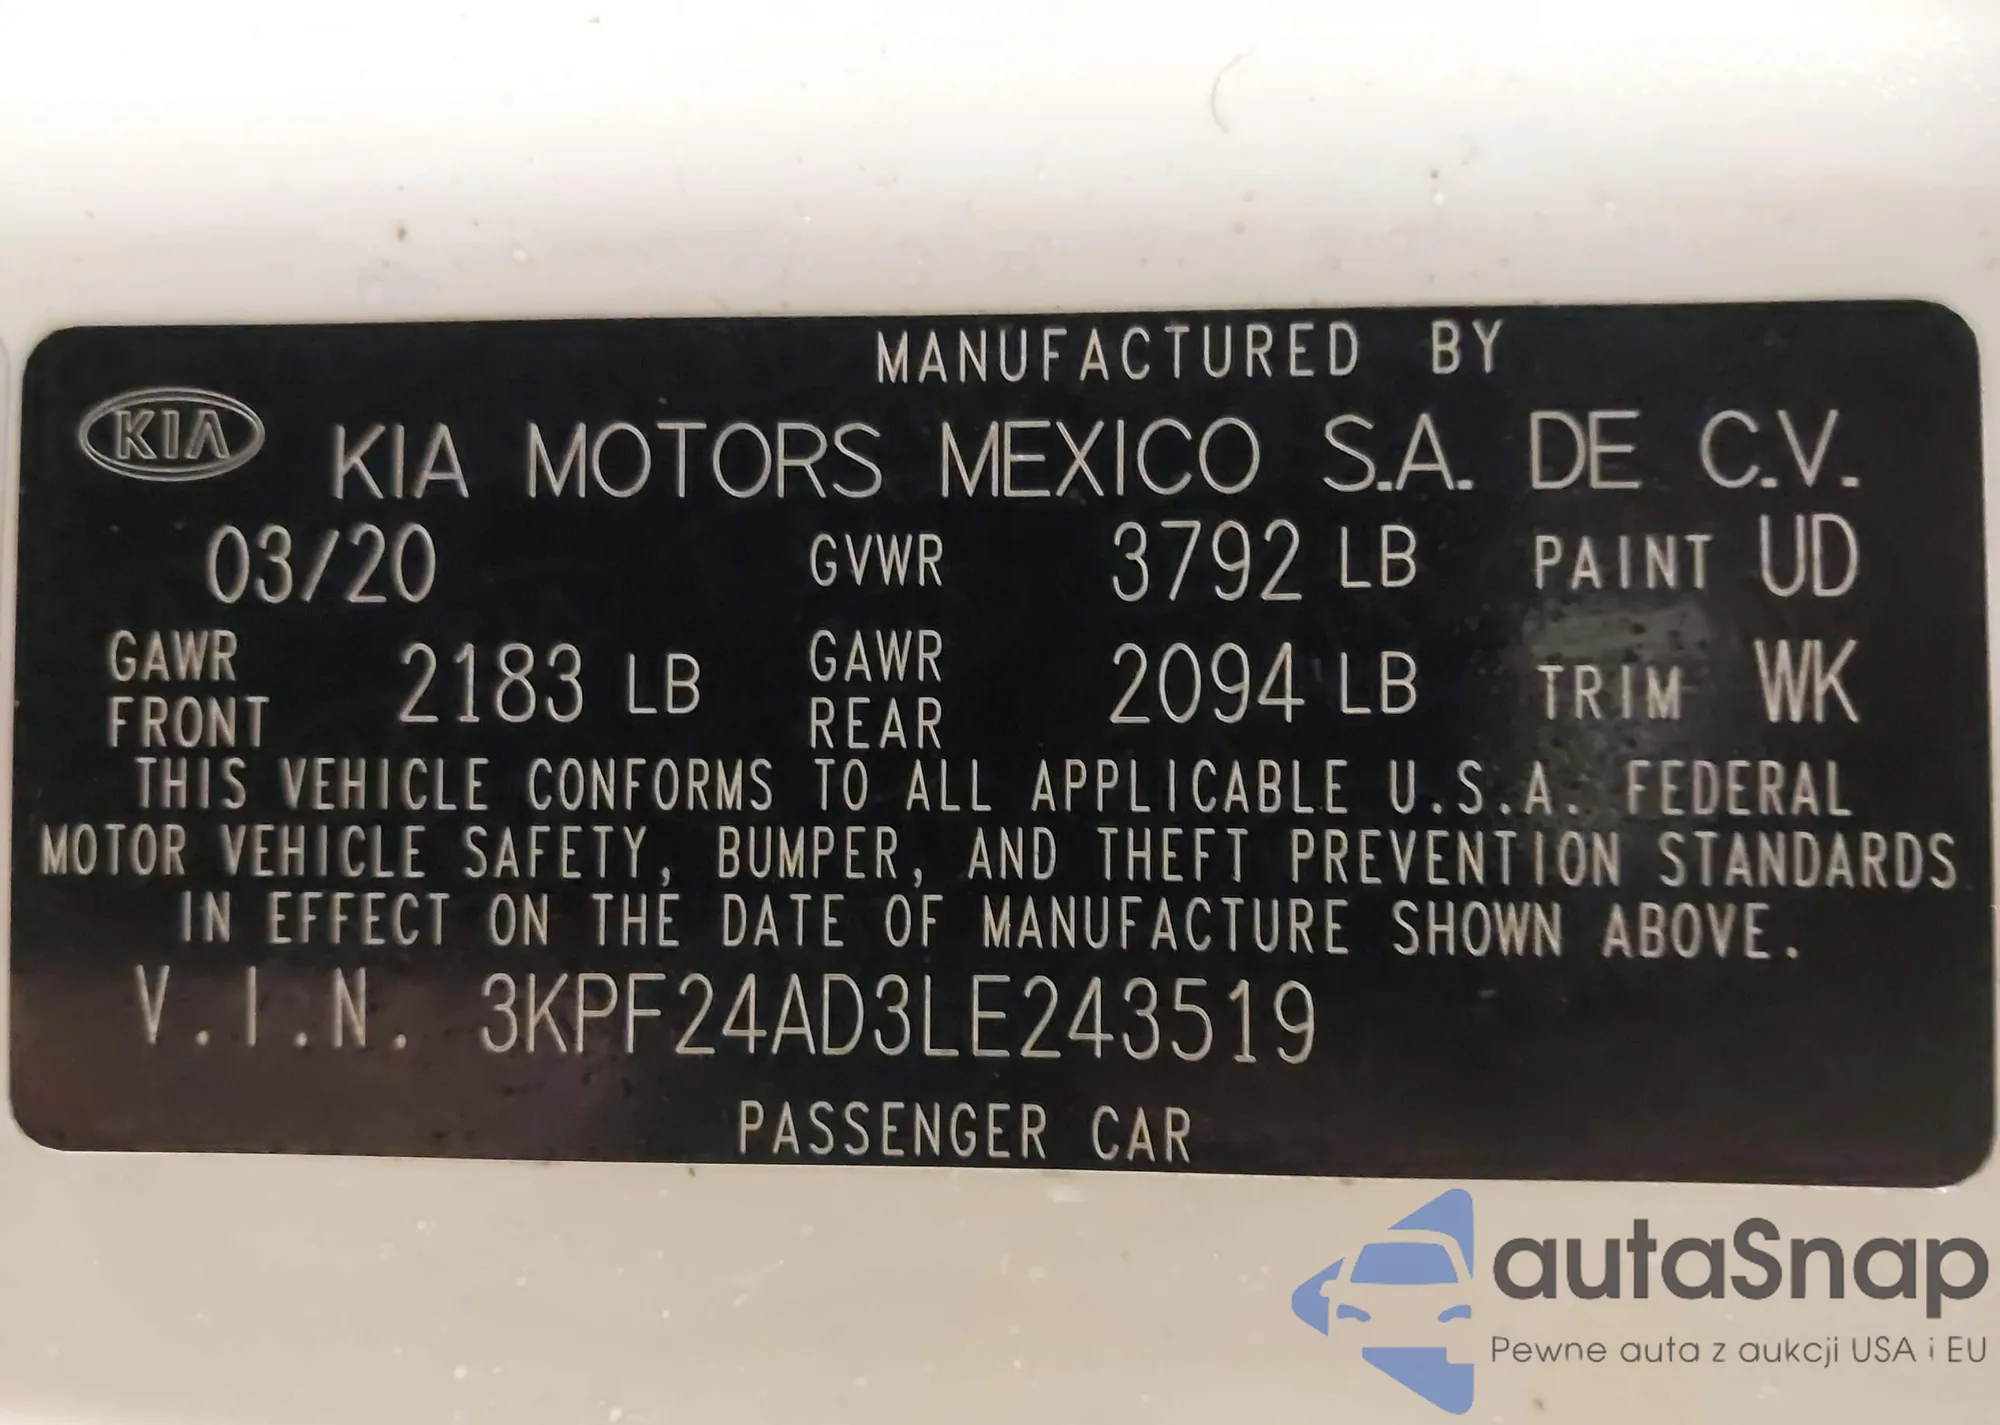 MANUFACTURED BY
KIA KIA MOTORS MEXICO S.A. DE C.V.
03/20 GVWR 3792 LB PAINT UD
GAWR FRONT 2183 LB GAWR REAR 2094 LB TRIM WK
THIS VEHICLE CONFORMS TO ALL APPLICABLE U.S.A. FEDERAL
MOTOR VEHICLE SAFETY, BUMPER, AND THEFT PREVENTION STANDARDS
IN EFFECT ON THE DATE OF MANUFACTURE SHOWN ABOVE.
V.I.N. 3KPF24AD3LE243519
PASSENGER CAR
autaSnap
Pewne auta z aukcji USA i EU